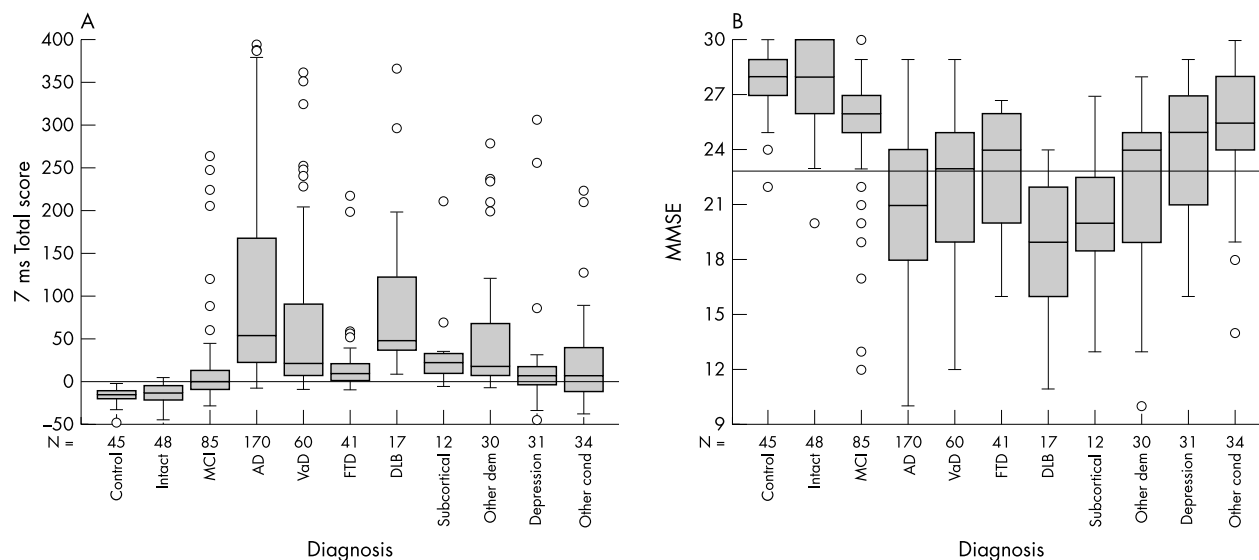 A
400
350
300
250
200
150
100
50
0
–50
7 ms Total score
N = 45 48 85 170 60 41 17 12 30 31 34
Control Intact MCI AD VaD FTD DLB Subcortical Other dem Depression Other cond
Diagnosis
B
30
27
24
21
18
15
12
9
MMSE
N = 45 48 85 170 60 41 17 12 30 31 34
Control Intact MCI AD VaD FTD DLB Subcortical Other dem Depression Other cond
Diagnosis